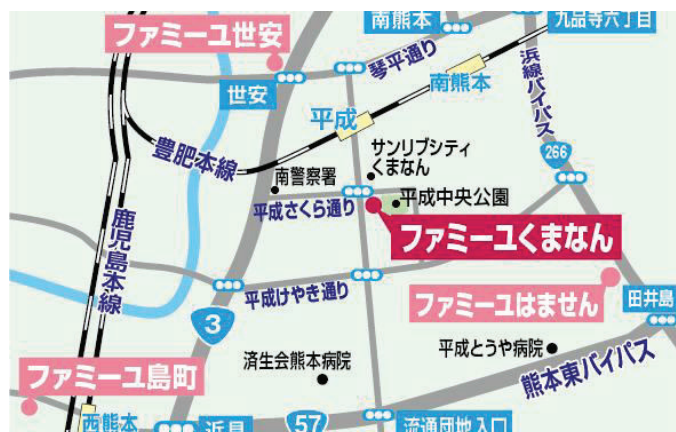 南熊本
九品寺六丁目
ファミーユ世安
琴平通り
浜線バイパス
南熊本
世安
平成
豊肥本線
サンリブシティ
くまなん
266
南警察署
平成中央公園
平成さくら通り
ファミーユくまなん
鹿児島本線
平成けやき通り
ファミーユはません
田井島
3
済生会熊本病院
平成とうや病院
熊本東バイパス
ファミーユ島町
西熊本
57
流通団地入口